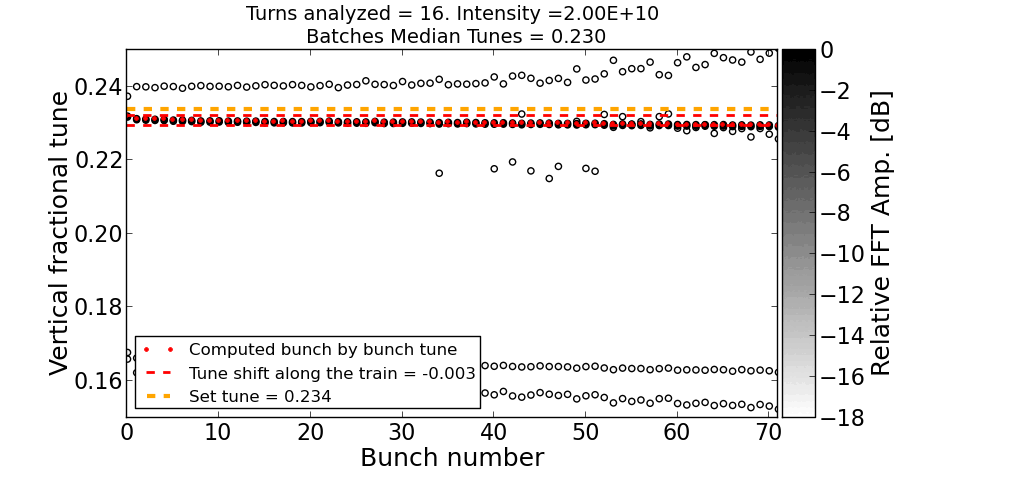 Turns analyzed = 16. Intensity =2.00E+10
Batches Median Tunes = 0.230
Vertical fractional tune
0.24
0.22
0.20
0.18
0.16
Computed bunch by bunch tune
Tune shift along the train = -0.003
Set tune = 0.234
0 10 20 30 40 50 60 70
Bunch number
0
−2
−4
−6
−8
−10
−12
−14
−16
−18
Relative FFT Amp. [dB]